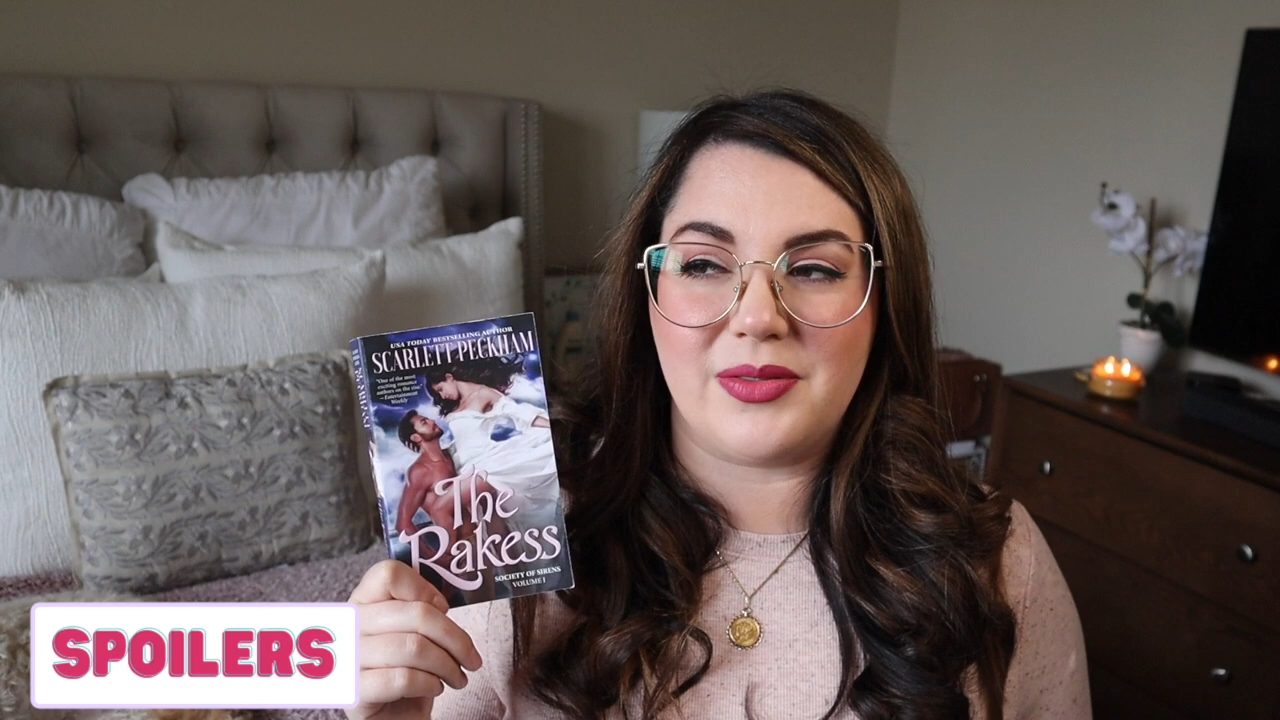 USA TODAY BESTSELLING AUTHOR
SCARLETT PECKHAM
"One of the most
exciting romance
authors on the rise."
—Entertainment
Weekly
The
Rakess
SOCIETY OF SIRENS
VOLUME I
SPOILERS